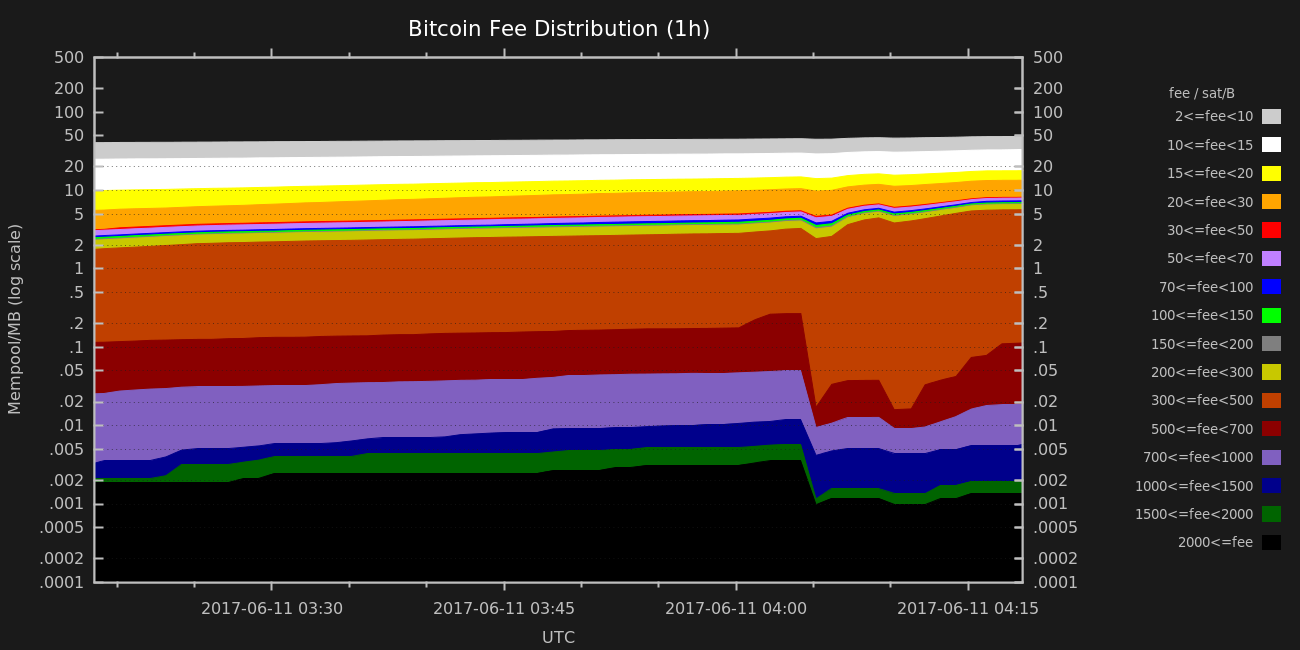 Bitcoin Fee Distribution (1h)
500 500
200 200
100 100
50 50
20 20
10 10
5 5
2 2
1 1
.5 .5
.2 .2
.1 .1
.05 .05
.02 .02
.01 .01
.005 .005
.002 .002
.001 .001
.0005 .0005
.0002 .0002
.0001 .0001
Mempool/MB (log scale)
2017-06-11 03:30 2017-06-11 03:45 2017-06-11 04:00 2017-06-11 04:15
UTC
fee / sat/B
2<=fee<10
10<=fee<15
15<=fee<20
20<=fee<30
30<=fee<50
50<=fee<70
70<=fee<100
100<=fee<150
150<=fee<200
200<=fee<300
300<=fee<500
500<=fee<700
700<=fee<1000
1000<=fee<1500
1500<=fee<2000
2000<=fee